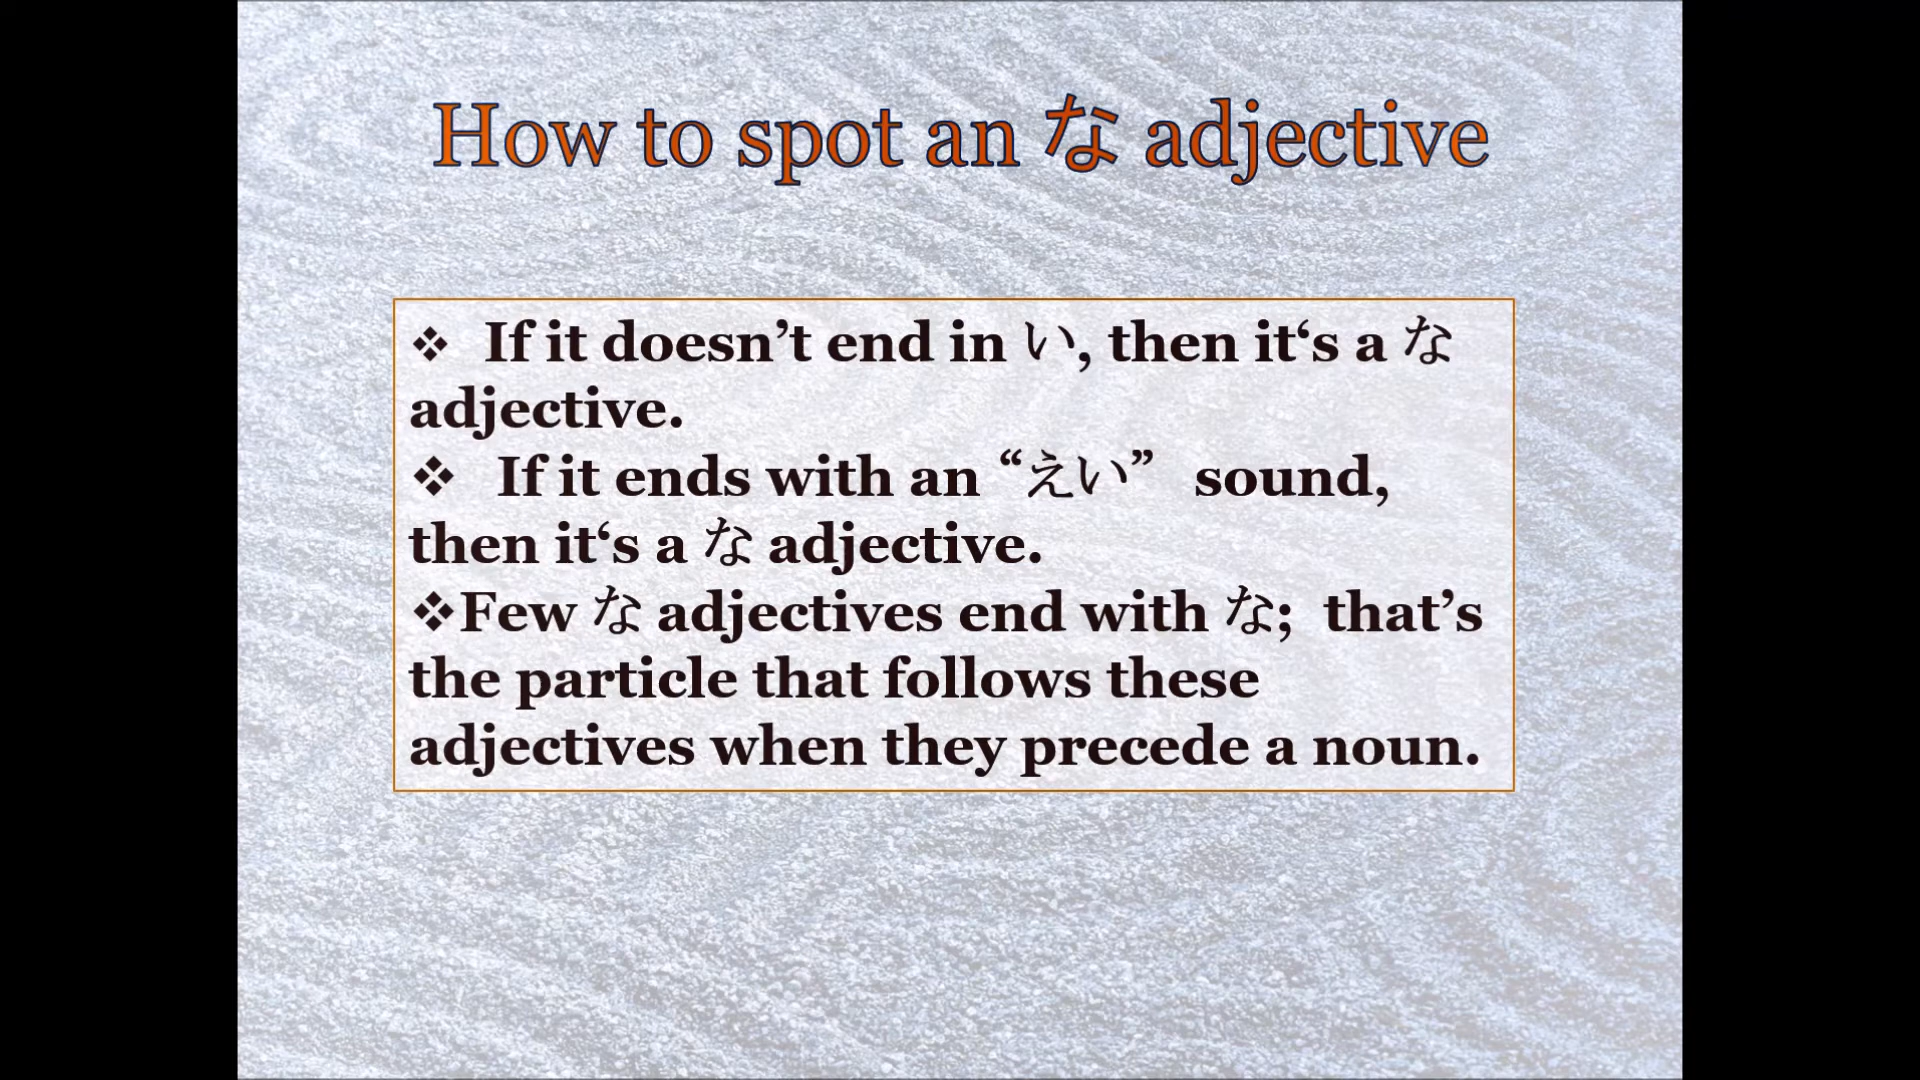 How to spot an な adjective
❖ If it doesn’t end in い, then it‘s a な
adjective.
❖ If it ends with an “えい” sound,
then it‘s a な adjective.
❖Few な adjectives end with な; that’s
the particle that follows these
adjectives when they precede a noun.